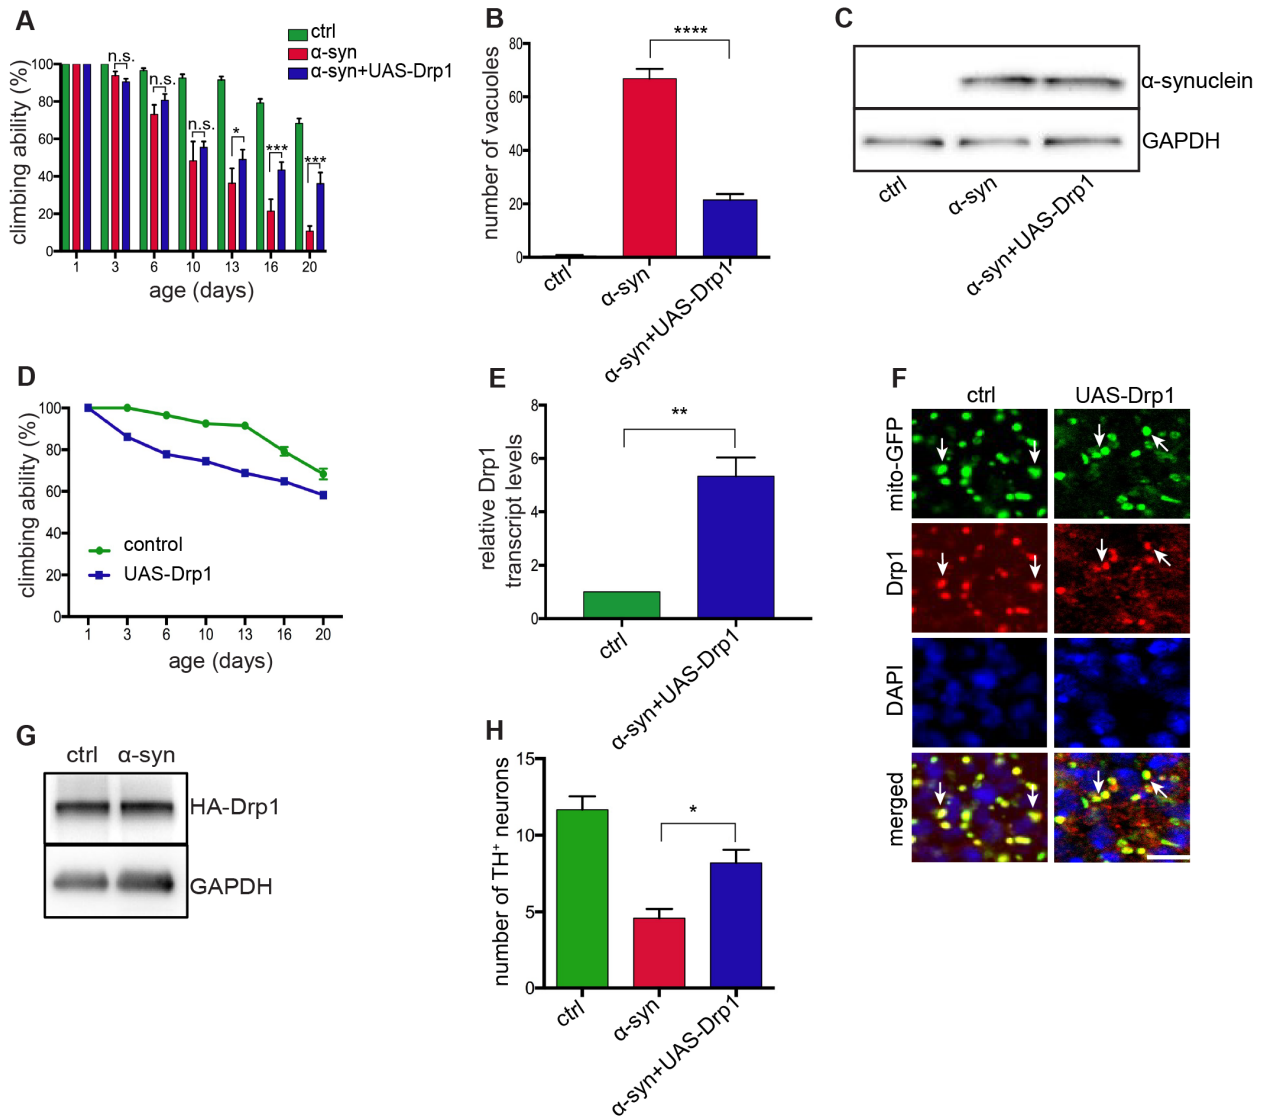 A
ctrl
α-syn
α-syn+UAS-Drp1
climbing ability (%)
100
80
60
40
20
0
n.s.
n.s.
n.s.
*
***
***
1 3 6 10 13 16 20
age (days)
B
number of vacuoles
80
60
40
20
0
****
ctrl
α-syn
α-syn+UAS-Drp1
C
α-synuclein
GAPDH
ctrl
α-syn
α-syn+UAS-Drp1
D
climbing ability (%)
100
80
60
40
20
0
control
UAS-Drp1
1 3 6 10 13 16 20
age (days)
E
relative Drp1
transcript levels
8
6
4
2
0
**
ctrl
α-syn+UAS-Drp1
F
ctrl UAS-Drp1
mito-GFP
Drp1
DAPI
merged
G
ctrl α-syn
HA-Drp1
GAPDH
H
number of TH⁺ neurons
15
10
5
0
*
ctrl
α-syn
α-syn+UAS-Drp1